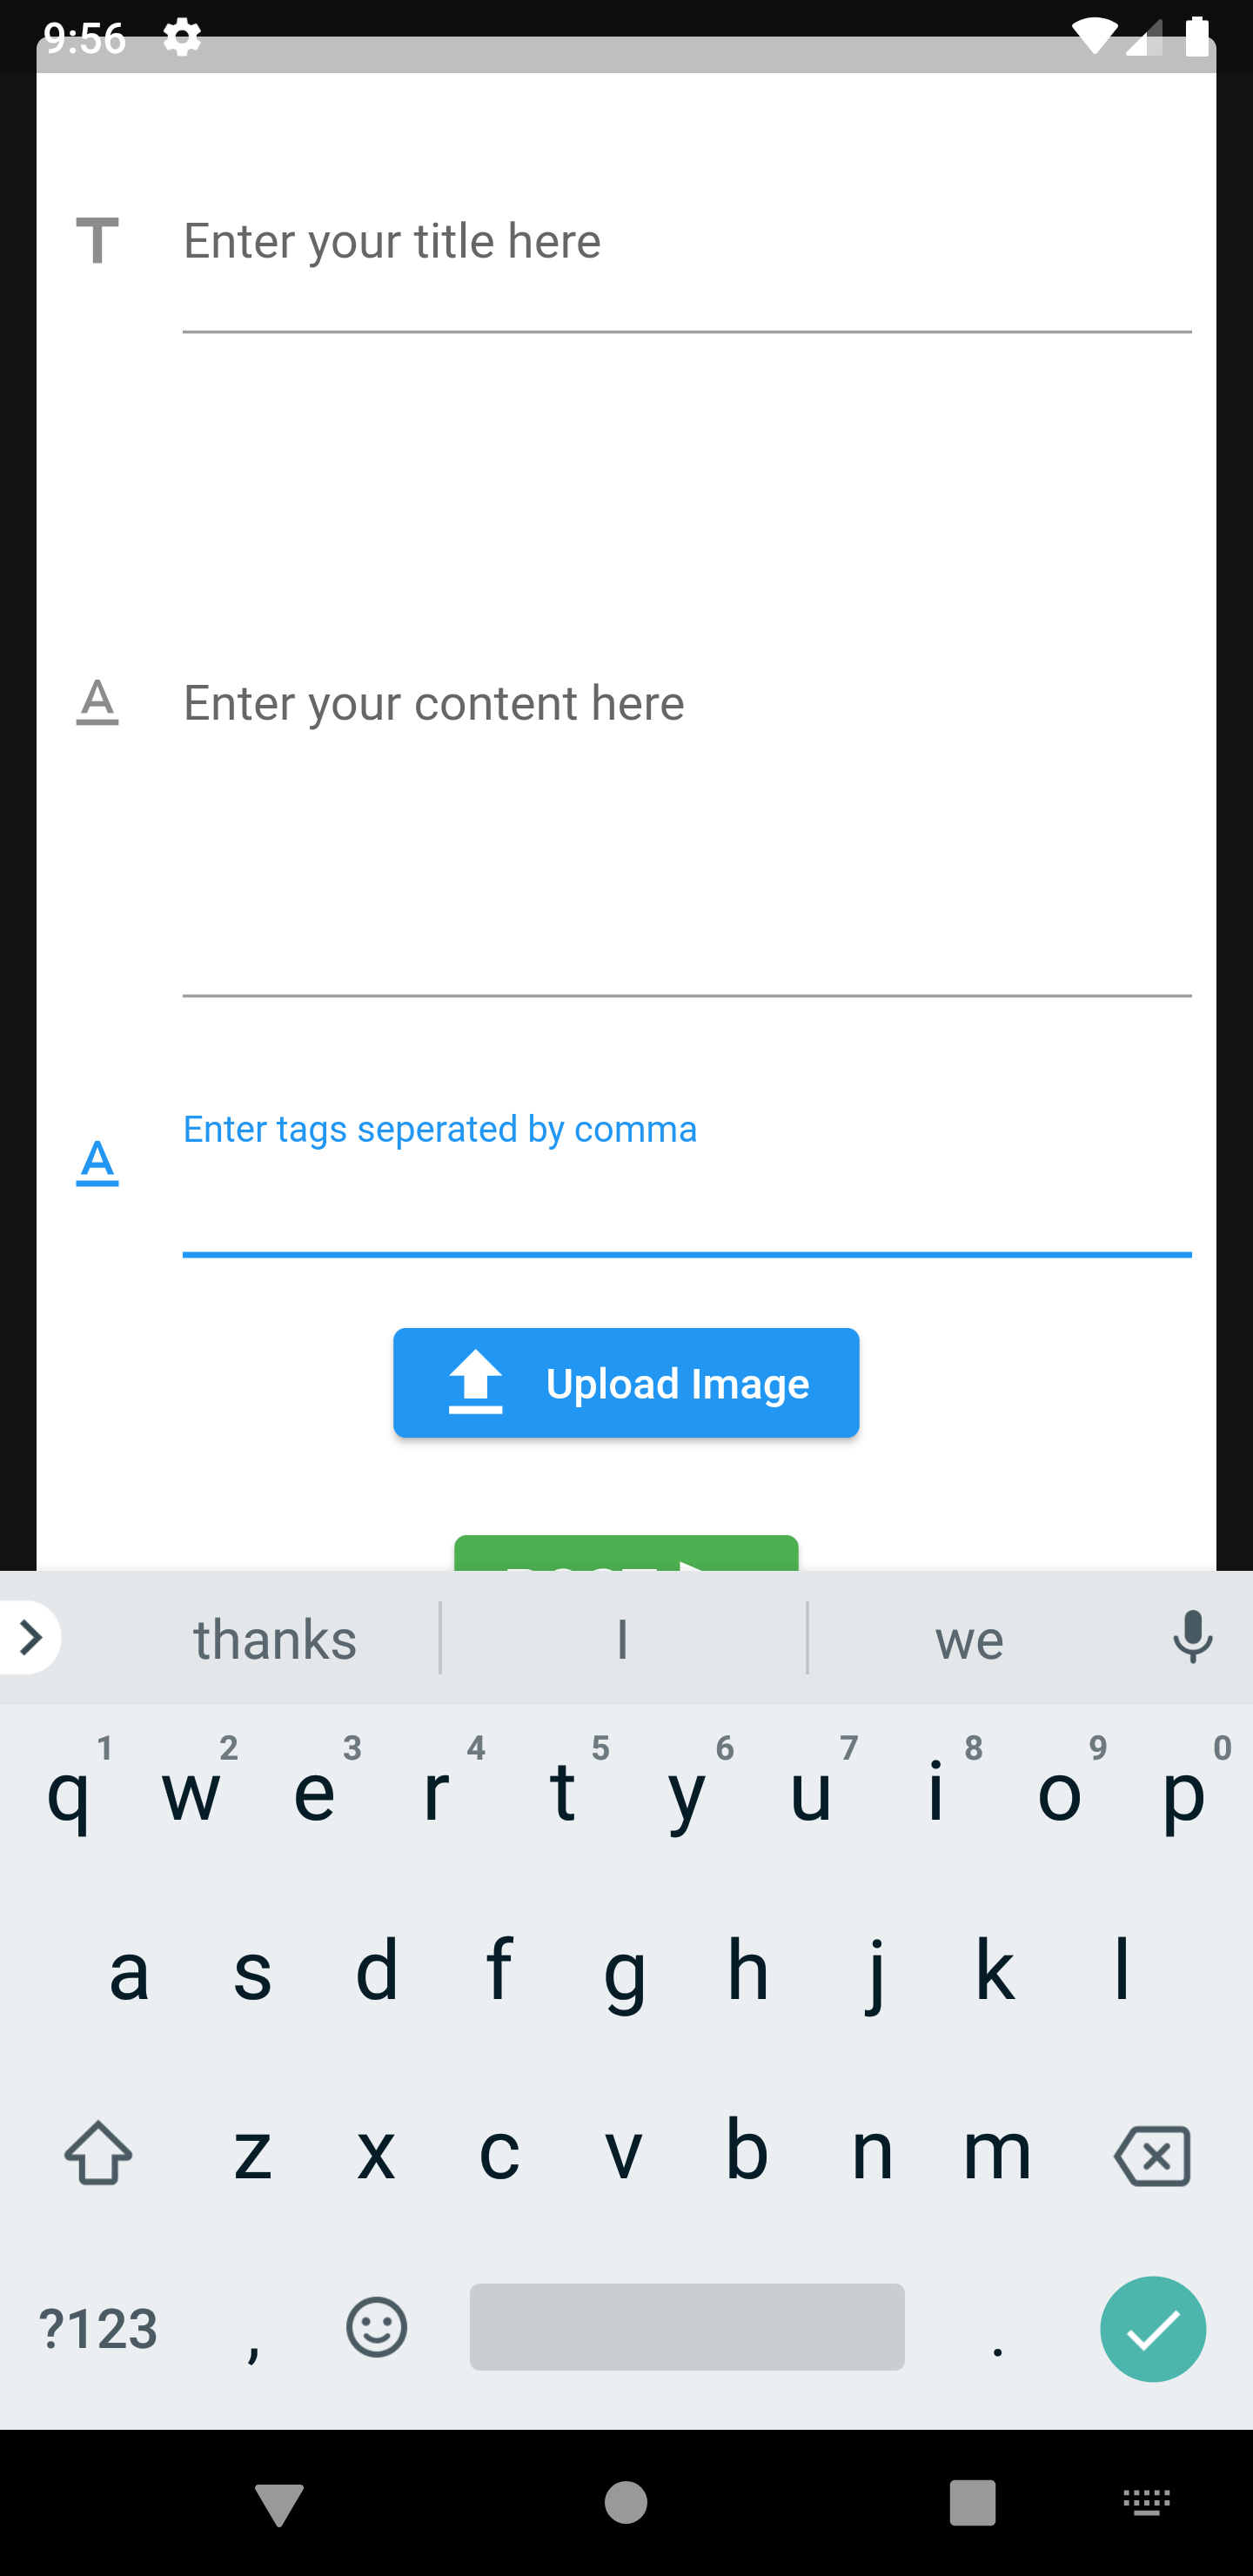 9:56
T Enter your title here
A Enter your content here
Enter tags seperated by comma
A
Upload Image
POST
thanks I we
1 2 3 4 5 6 7 8 9 0
q w e r t y u i o p
a s d f g h j k l
z x c v b n m
?123 , .